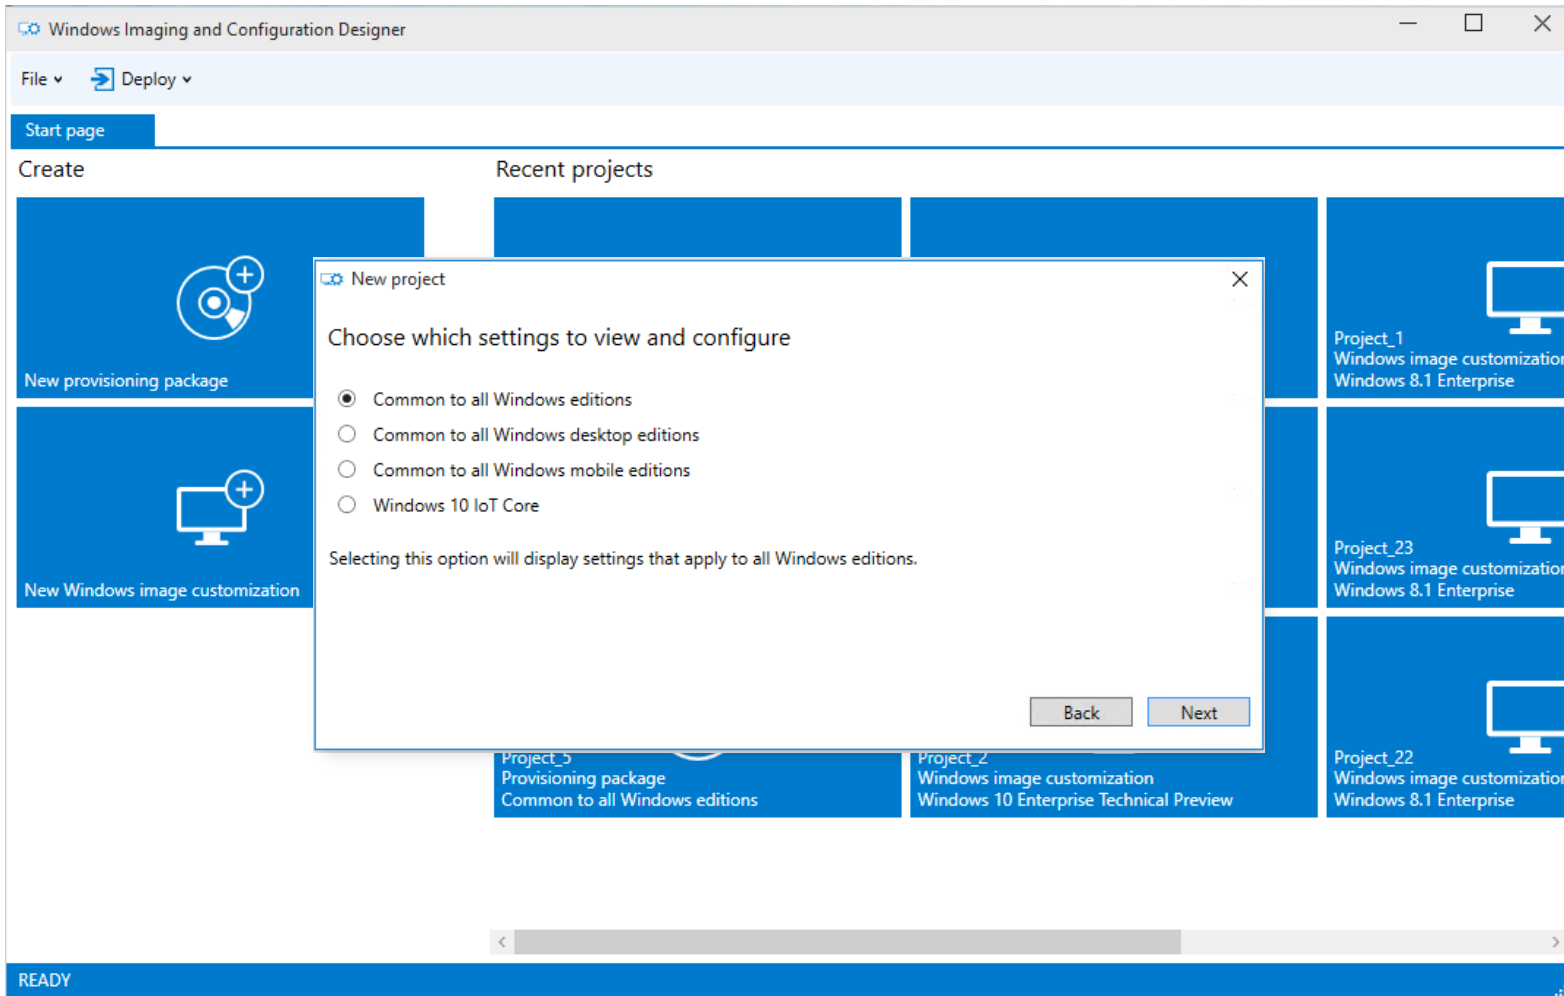 Windows Imaging and Configuration Designer
File
Deploy
Start page
Create
Recent projects
New provisioning package
New Windows image customization
New project
Choose which settings to view and configure
Common to all Windows editions
Common to all Windows desktop editions
Common to all Windows mobile editions
Windows 10 IoT Core
Selecting this option will display settings that apply to all Windows editions.
Back
Next
Project_1
Windows image customization
Windows 8.1 Enterprise
Project_23
Windows image customization
Windows 8.1 Enterprise
Project_5
Provisioning package
Common to all Windows editions
Project_2
Windows image customization
Windows 10 Enterprise Technical Preview
Project_22
Windows image customization
Windows 8.1 Enterprise
READY